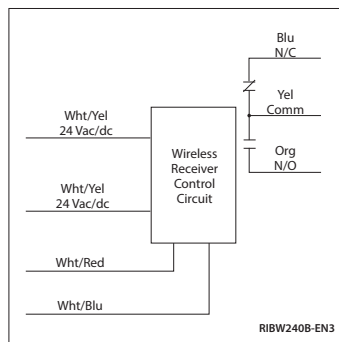 Blu
N/C
Yel
Comm
Org
N/O
Wht/Yel
24 Vac/dc
Wireless
Receiver
Control
Circuit
Wht/Yel
24 Vac/dc
Wht/Red
Wht/Blu
RIBW240B-EN3